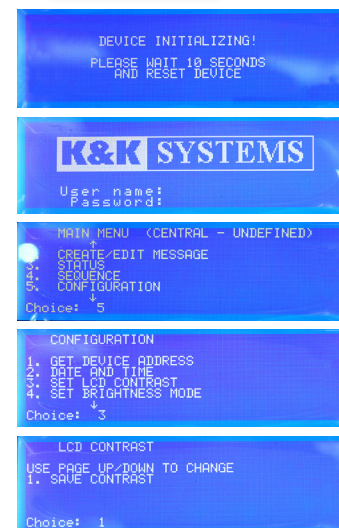 DEVICE INITIALIZING!
PLEASE WAIT 10 SECONDS
AND RESET DEVICE
K&K SYSTEMS
User name:
Password:
MAIN MENU (CENTRAL - UNDEFINED)
↑
CREATE/EDIT MESSAGE
3. STATUS
4. SEQUENCE
5. CONFIGURATION
↓
Choice: 5
CONFIGURATION
1. GET DEVICE ADDRESS
2. DATE AND TIME
3. SET LCD CONTRAST
4. SET BRIGHTNESS MODE
↓
Choice: 3
LCD CONTRAST
USE PAGE UP/DOWN TO CHANGE
1. SAVE CONTRAST
Choice: 1